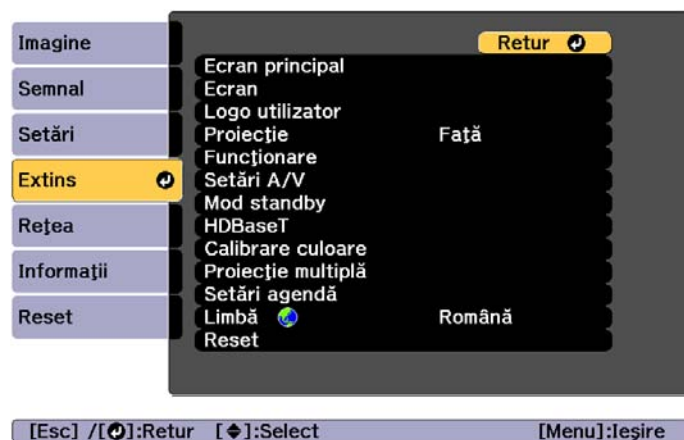 Imagine
Semnal
Setări
Extins
Reţea
Informaţii
Reset
Retur
Ecran principal
Ecran
Logo utilizator
Proiecţie Faţă
Funcţionare
Setări A/V
Mod standby
HDBaseT
Calibrare culoare
Proiecţie multiplă
Setări agendă
Limbă Română
Reset
[Esc] /[ ]:Retur [ ]:Select [Menu]:Ieşire